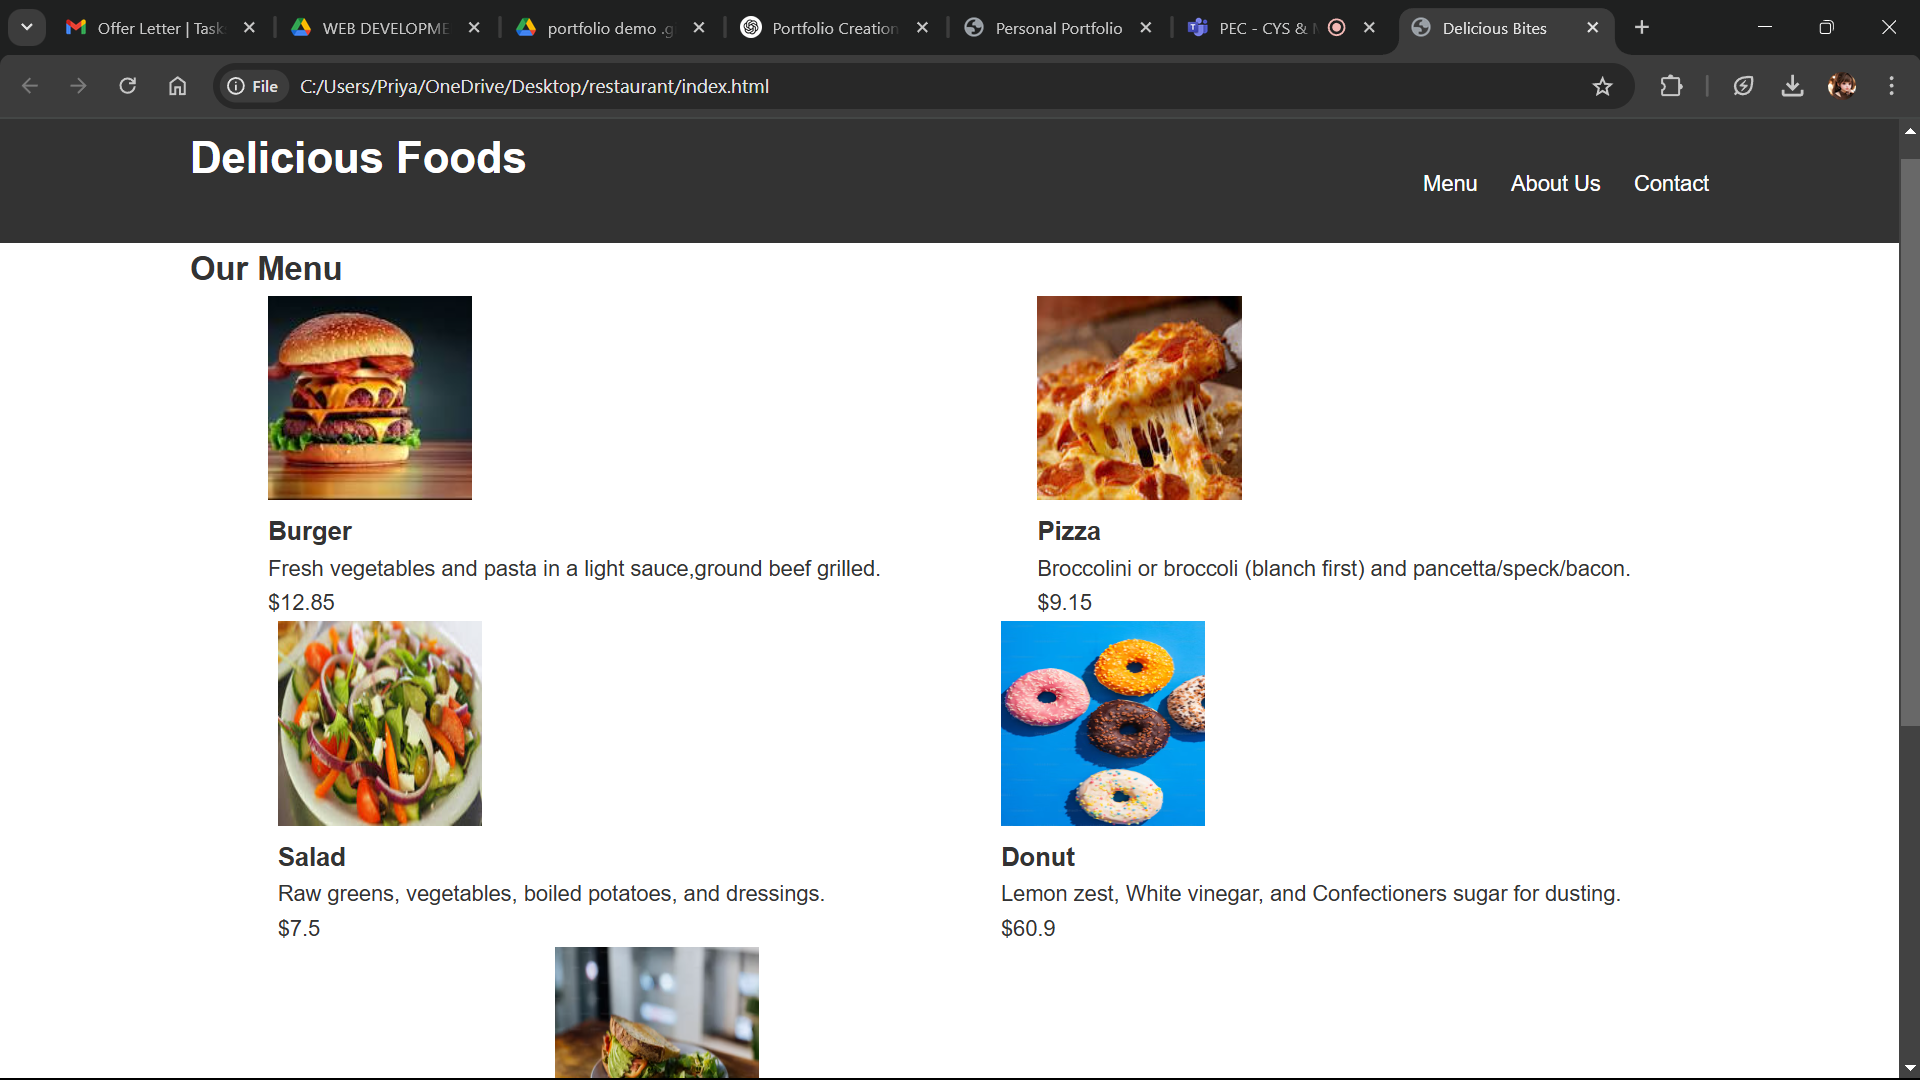 Offer Letter | Task
WEB DEVELOPME
portfolio demo .g
Portfolio Creation
Personal Portfolio
PEC - CYS &
Delicious Bites
File
C:/Users/Priya/OneDrive/Desktop/restaurant/index.html
Delicious Foods
Menu
About Us
Contact
Our Menu
Burger
Fresh vegetables and pasta in a light sauce,ground beef grilled.
$12.85
Pizza
Broccolini or broccoli (blanch first) and pancetta/speck/bacon.
$9.15
Salad
Raw greens, vegetables, boiled potatoes, and dressings.
$7.5
Donut
Lemon zest, White vinegar, and Confectioners sugar for dusting.
$60.9